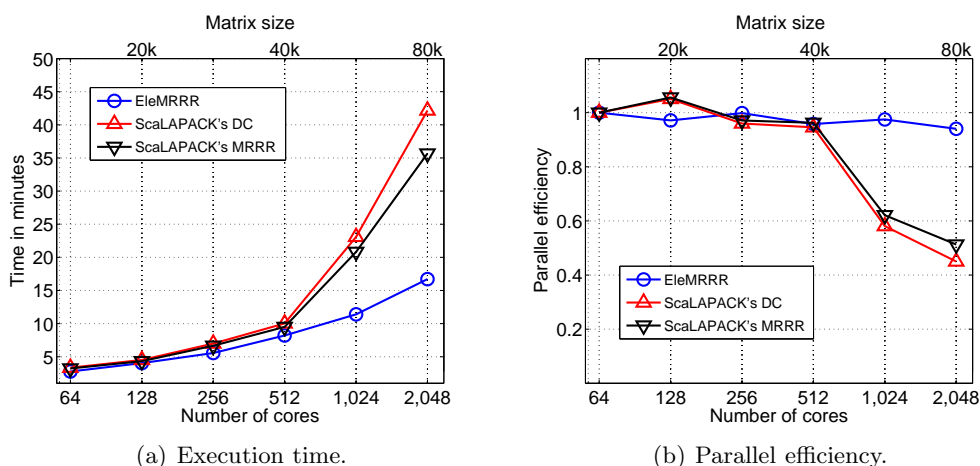 Matrix size
20k 40k 80k
50
45
40
35
30
25
20
15
10
5
Time in minutes
EleMRRR
ScaLAPACK's DC
ScaLAPACK's MRRR
64 128 256 512 1,024 2,048
Number of cores
(a) Execution time.
Matrix size
20k 40k 80k
1
0.8
0.6
0.4
0.2
Parallel efficiency
EleMRRR
ScaLAPACK's DC
ScaLAPACK's MRRR
64 128 256 512 1,024 2,048
Number of cores
(b) Parallel efficiency.